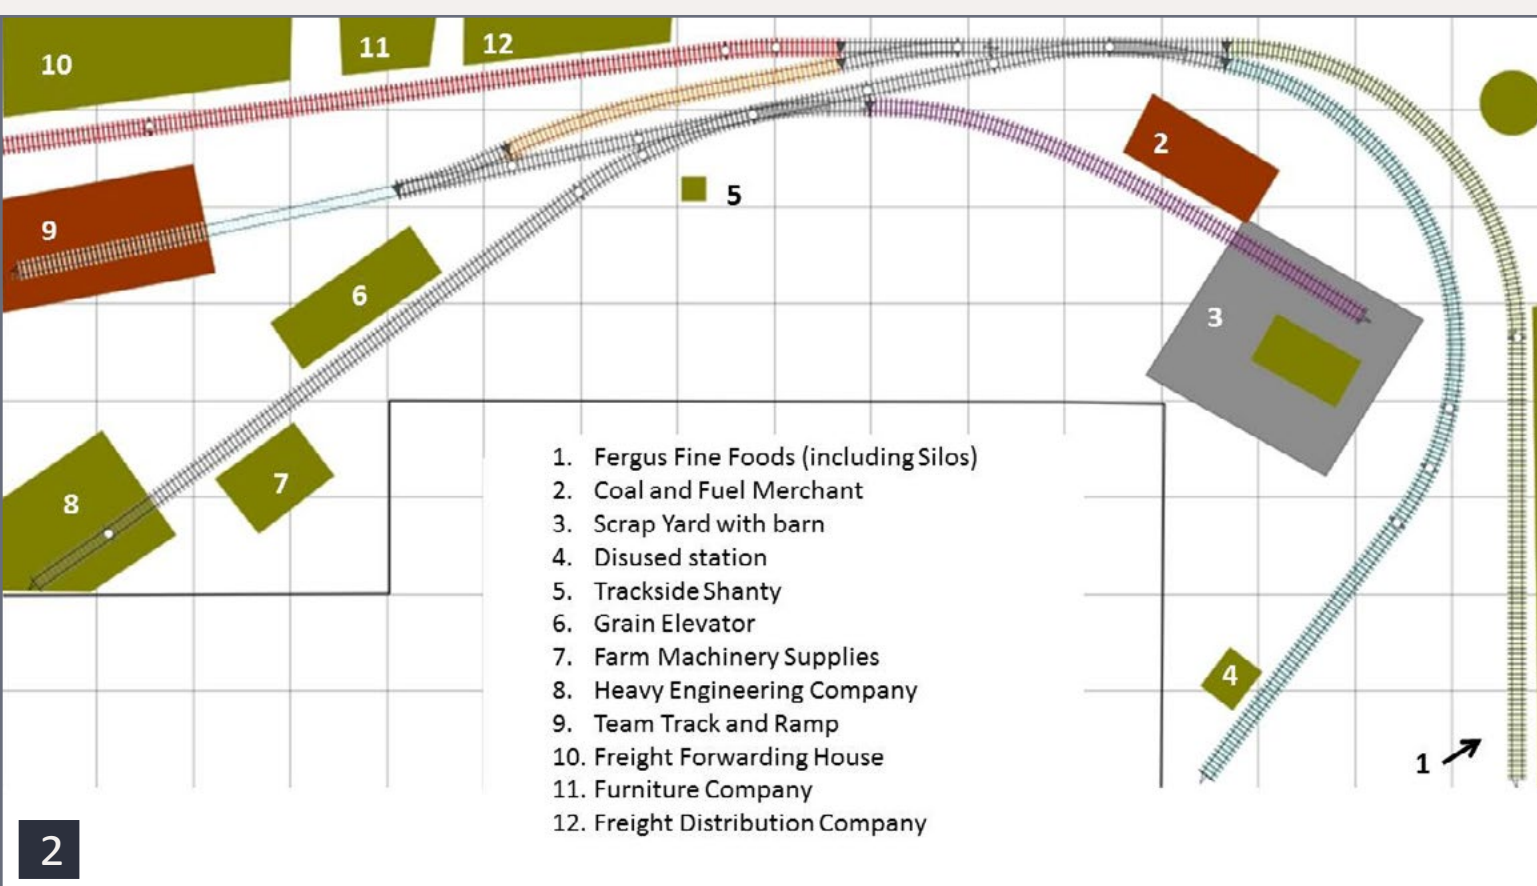 10
11
12
2
9
5
6
3
8
7
1. Fergus Fine Foods (including Silos)
2. Coal and Fuel Merchant
3. Scrap Yard with barn
4. Disused station
5. Trackside Shanty
6. Grain Elevator
7. Farm Machinery Supplies
8. Heavy Engineering Company
9. Team Track and Ramp
10. Freight Forwarding House
11. Furniture Company
12. Freight Distribution Company
4
1
2